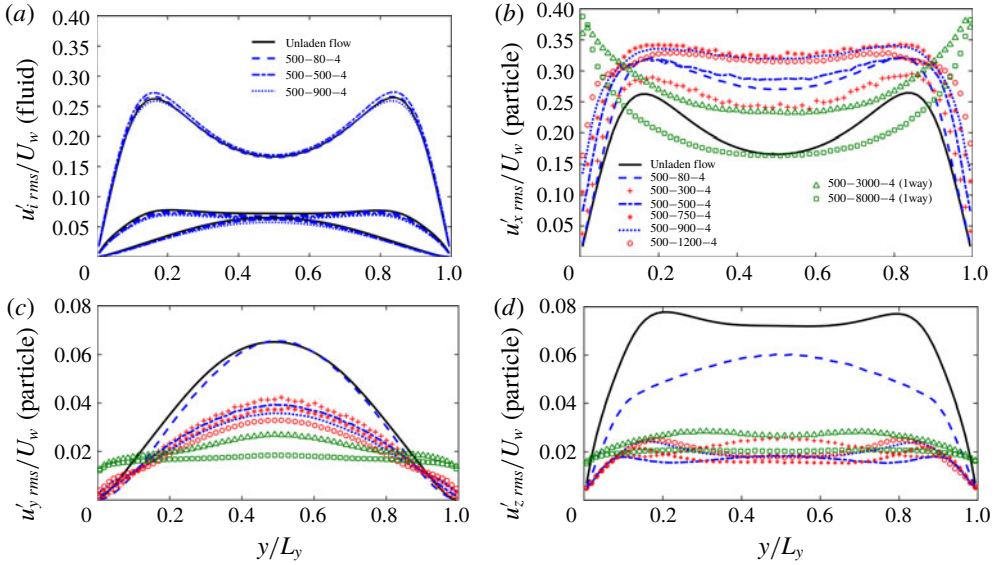 (a)
0.40
0.35
0.30
0.25
0.20
0.15
0.10
0.05
u′i rms/Uw (fluid)
Unladen flow
500−80−4
500−500−4
500−900−4
0 0.2 0.4 0.6 0.8 1.0
(b)
0.40
0.35
0.30
0.25
0.20
0.15
0.10
0.05
u′x rms/Uw (particle)
Unladen flow
500−80−4
500−300−4
500−500−4
500−750−4
500−900−4
500−1200−4
500−3000−4 (1way)
500−8000−4 (1way)
0 0.2 0.4 0.6 0.8 1.0
(c)
0.08
0.06
0.04
0.02
u′y rms/Uw (particle)
0 0.2 0.4 0.6 0.8 1.0
y/Ly
(d)
0.08
0.06
0.04
0.02
u′z rms/Uw (particle)
0 0.2 0.4 0.6 0.8 1.0
y/Ly